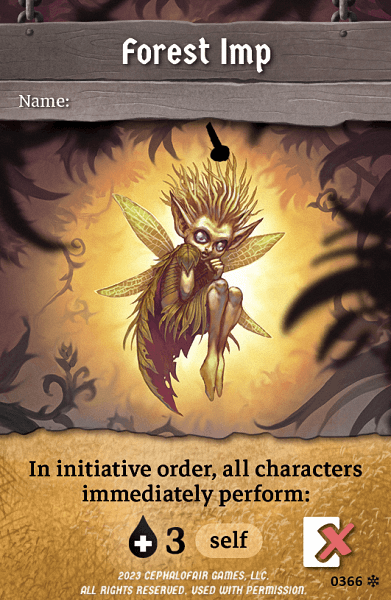 Forest Imp
Name:
In initiative order, all characters
immediately perform:
3 self
2023 CEPHALOFAIR GAMES, LLC.
ALL RIGHTS RESERVED, USED WITH PERMISSION.
0366